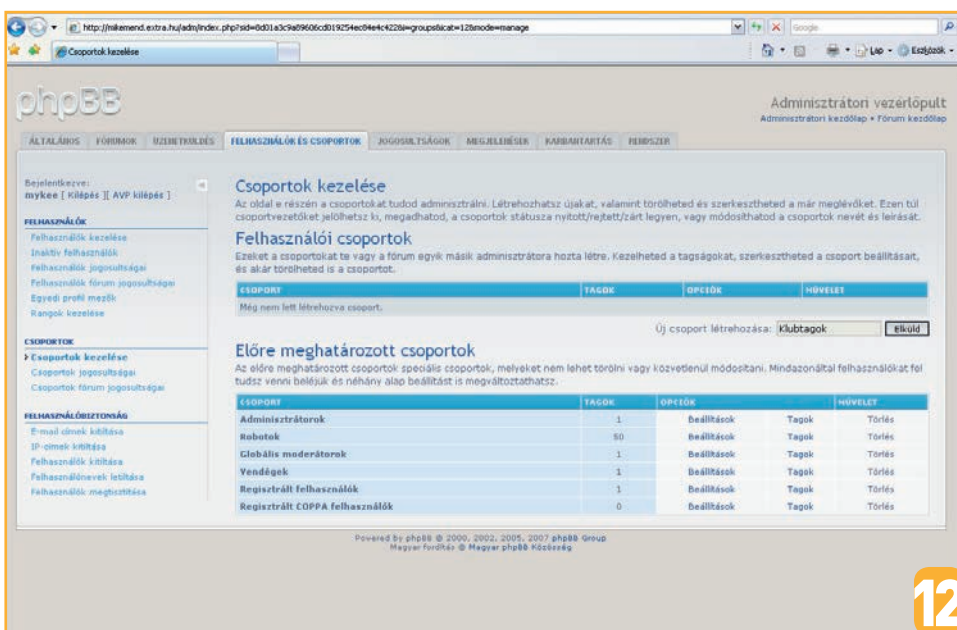 http://mikemend.extra.hu/adm/index.php?sid=8d01a3c9a89606cd019254ec04e4c422&i=groups&icat=12&mode=manage
Google
Csoportok kezelése
Lap
Eszközök
phpBB
Adminisztrátori vezérlőpult
Adminisztrátori kezdőlap • Fórum kezdőlap
ÁLTALÁNOS FÓRUMOK ÜZENETKÜLDÉS FELHASZNÁLÓK ÉS CSOPORTOK JOGOSULTSÁGOK MEGJELENÉSEK KARBANTARTÁS RENDSZER
Bejelentkezve:
mykee [ Kilépés ][ AVP kilépés ]
FELHASZNÁLÓK
Felhasználók kezelése
Inaktív felhasználók
Felhasználók jogosultságai
Felhasználók fórum jogosultságai
Egyedi profil mezők
Rangok kezelése
CSOPORTOK
Csoportok kezelése
Csoportok jogosultságai
Csoportok fórum jogosultságai
FELHASZNÁLÓBIZTONSÁG
E-mail címek kitiltása
IP-címek kitiltása
Felhasználók kitiltása
Felhasználónevek letiltása
Felhasználók megtisztítása
Csoportok kezelése
Az oldal e részén a csoportokat tudod adminisztrálni. Létrehozhatsz újakat, valamint törölheted és szerkesztheted a már meglévőket. Ezen túl
csoportvezetőket jelölhetsz ki, megadhatod, a csoportok státusza nyitott/rejtett/zárt legyen, vagy módosíthatod a csoportok nevét és leírását.
Felhasználói csoportok
Ezeket a csoportokat te vagy a fórum egyik másik adminisztrátora hozta létre. Kezelheted a tagságokat, szerkesztheted a csoport beállításait,
és akár törölheted is a csoportot.
CSOPORT TAGOK OPCIÓK MŰVELET
Még nem lett létrehozva csoport.
Új csoport létrehozása: Klubtagok Elküld
Előre meghatározott csoportok
Az előre meghatározott csoportok speciális csoportok, melyeket nem lehet törölni vagy közvetlenül módosítani. Mindazonáltal felhasználókat fel
tudsz venni beléjük és néhány alap beállítást is megváltoztathatsz.
CSOPORT TAGOK OPCIÓK MŰVELET
Adminisztrátorok 1 Beállítások Tagok Törlés
Robotok 50 Beállítások Tagok Törlés
Globális moderátorok 1 Beállítások Tagok Törlés
Vendégek 1 Beállítások Tagok Törlés
Regisztrált felhasználók 1 Beállítások Tagok Törlés
Regisztrált COPPA felhasználók 0 Beállítások Tagok Törlés
Powered by phpBB © 2000, 2002, 2005, 2007 phpBB Group
Magyar fordítás © Magyar phpBB Közösség
12